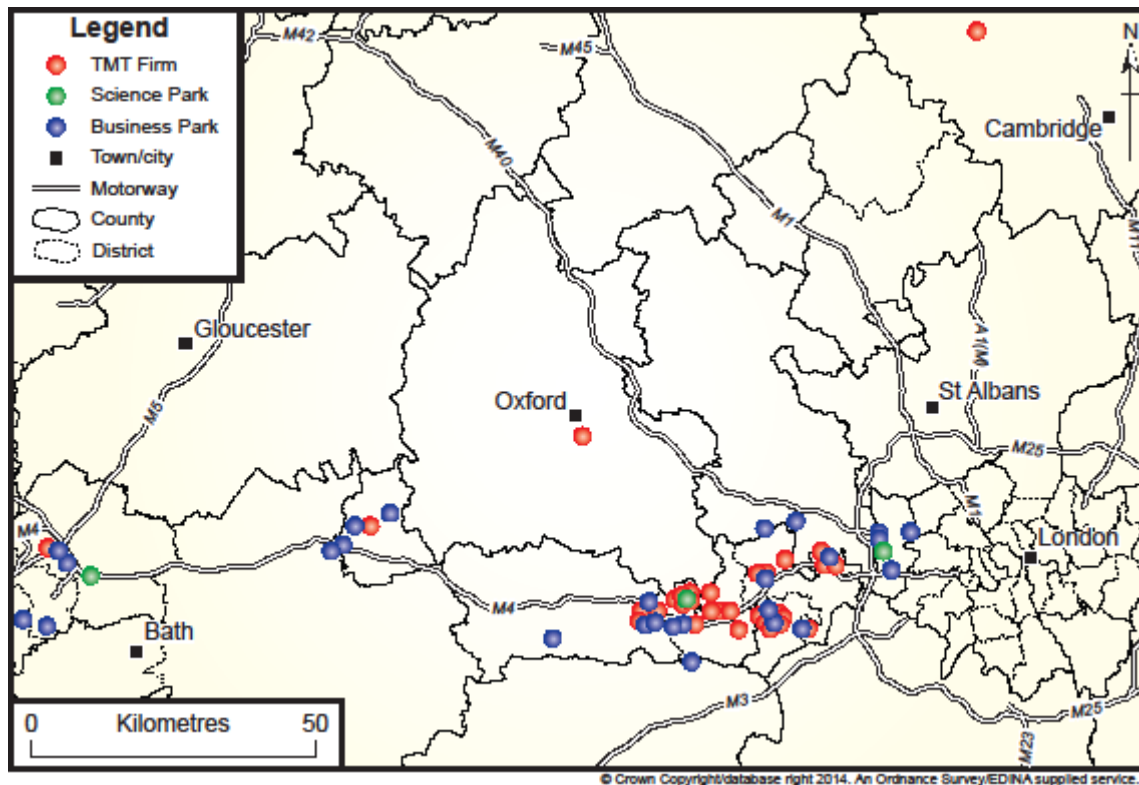 Legend
TMT Firm
Science Park
Business Park
Town/city
Motorway
County
District
M42
M45
N
Cambridge
M40
M1
M11
Gloucester
A1(M)
M5
Oxford
St Albans
M25
M1
M4
London
M4
Bath
M3
M25
M23
0 Kilometres 50
© Crown Copyright/database right 2014. An Ordnance Survey/EDINA supplied service.